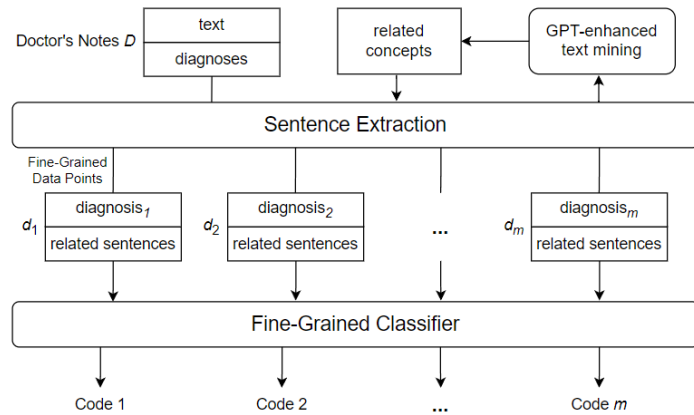 Doctor's Notes D
text
diagnoses
related
concepts
GPT-enhanced
text mining
Sentence Extraction
Fine-Grained
Data Points
d1
diagnosis1
related sentences
d2
diagnosis2
related sentences
...
dm
diagnosism
related sentences
Fine-Grained Classifier
Code 1
Code 2
...
Code m